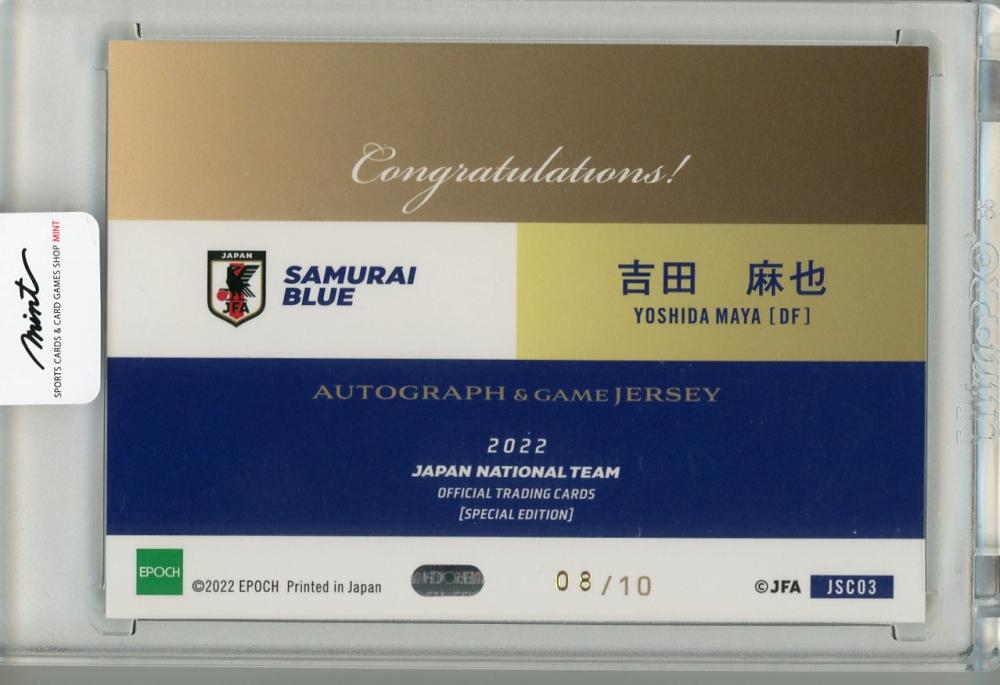 Congratulations!
JAPAN
JFA
SAMURAI
BLUE
吉田 麻也
YOSHIDA MAYA [DF]
mint
SPORTS CARDS & CARD GAMES SHOP MINT
AUTOGRAPH & GAME JERSEY
2022
JAPAN NATIONAL TEAM
OFFICIAL TRADING CARDS
[SPECIAL EDITION]
EPOCH
©2022 EPOCH Printed in Japan
08/10
©JFA
JSC03